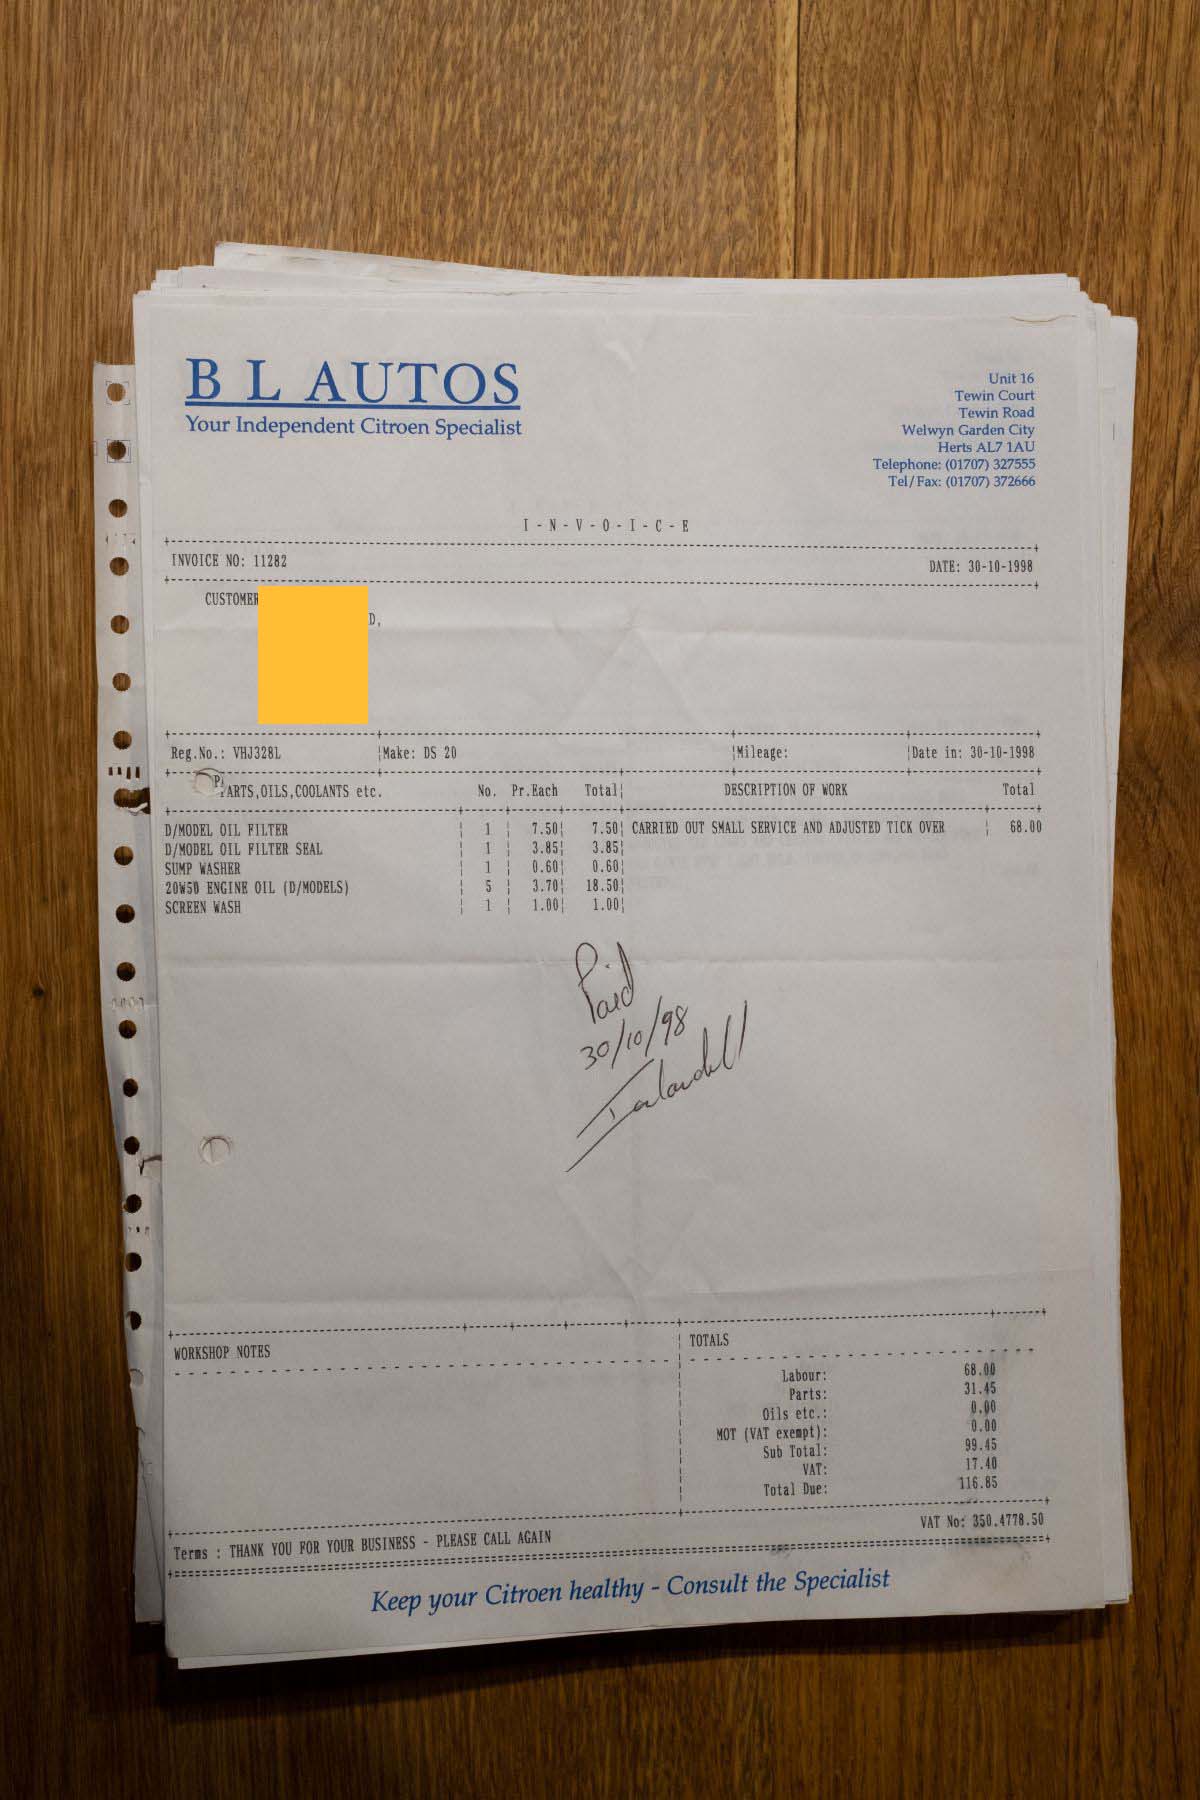 B L AUTOS
Your Independent Citroen Specialist
Unit 16
Tewin Court
Tewin Road
Welwyn Garden City
Herts AL7 1AU
Telephone: (01707) 327555
Tel/Fax: (01707) 372666
I-N-V-O-I-C-E
INVOICE NO: 11282 DATE: 30-10-1998
CUSTOMER
D,
Reg.No.: VHJ328L Make: DS 20 Mileage: Date in: 30-10-1998
PARTS,OILS,COOLANTS etc. No. Pr.Each Total DESCRIPTION OF WORK Total
D/MODEL OIL FILTER 1 7.50 7.50 CARRIED OUT SMALL SERVICE AND ADJUSTED TICK OVER 68.00
D/MODEL OIL FILTER SEAL 1 3.85 3.85
SUMP WASHER 1 0.60 0.60
20W50 ENGINE OIL (D/MODELS) 5 3.70 18.50
SCREEN WASH 1 1.00 1.00
Paid
30/10/98
WORKSHOP NOTES
TOTALS
Labour: 68.00
Parts: 31.45
Oils etc.: 0.00
MOT (VAT exempt): 0.00
Sub Total: 99.45
VAT: 17.40
Total Due: 116.85
VAT No: 350.4778.50
Terms : THANK YOU FOR YOUR BUSINESS - PLEASE CALL AGAIN
Keep your Citroen healthy - Consult the Specialist